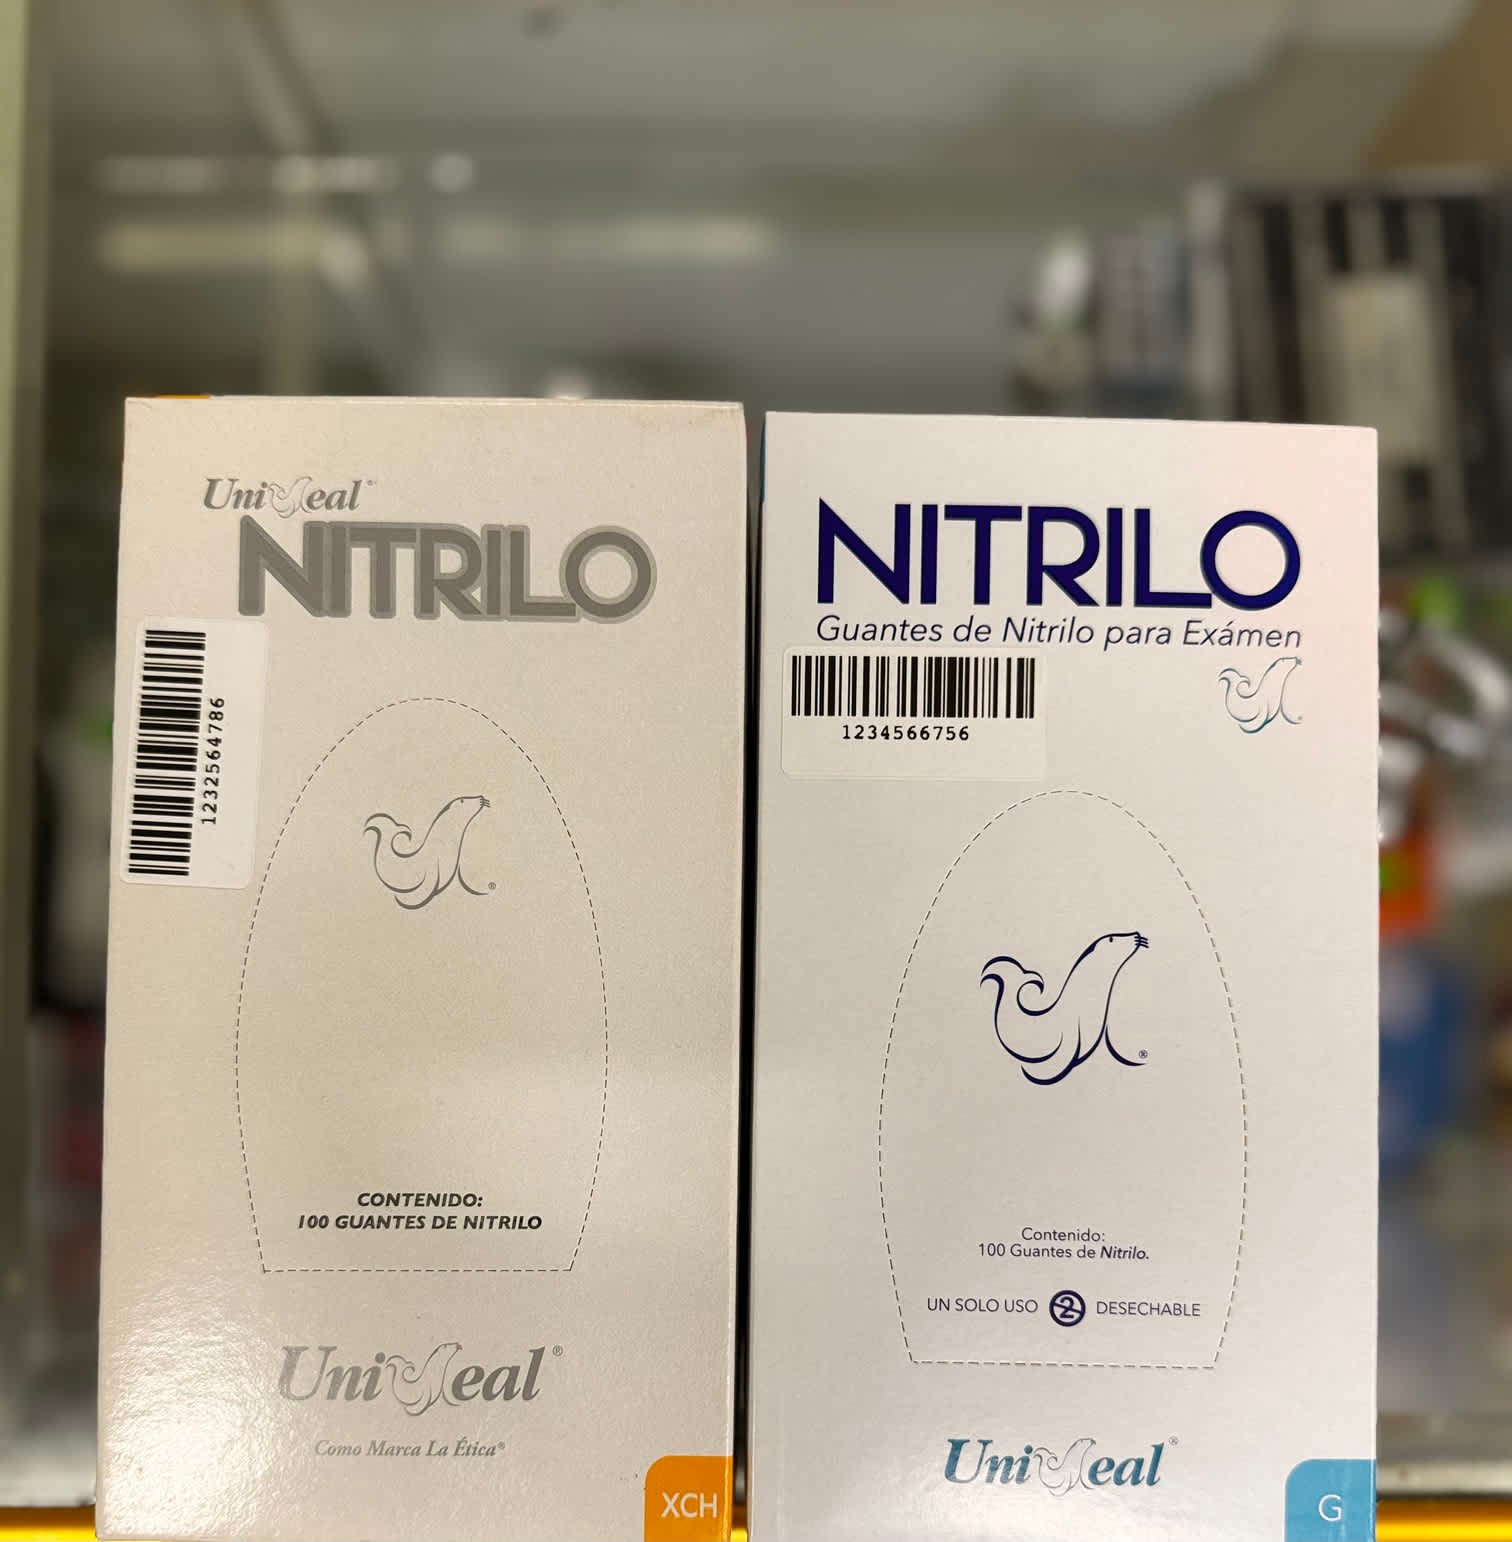 UniSeal®
NITRILO
1232564786
®
CONTENIDO:
100 GUANTES DE NITRILO
UniSeal®
Como Marca La Ética®
XCH
NITRILO
Guantes de Nitrilo para Exámen
1234566756
®
Contenido:
100 Guantes de Nitrilo.
UN SOLO USO 2 DESECHABLE
UniSeal®
G